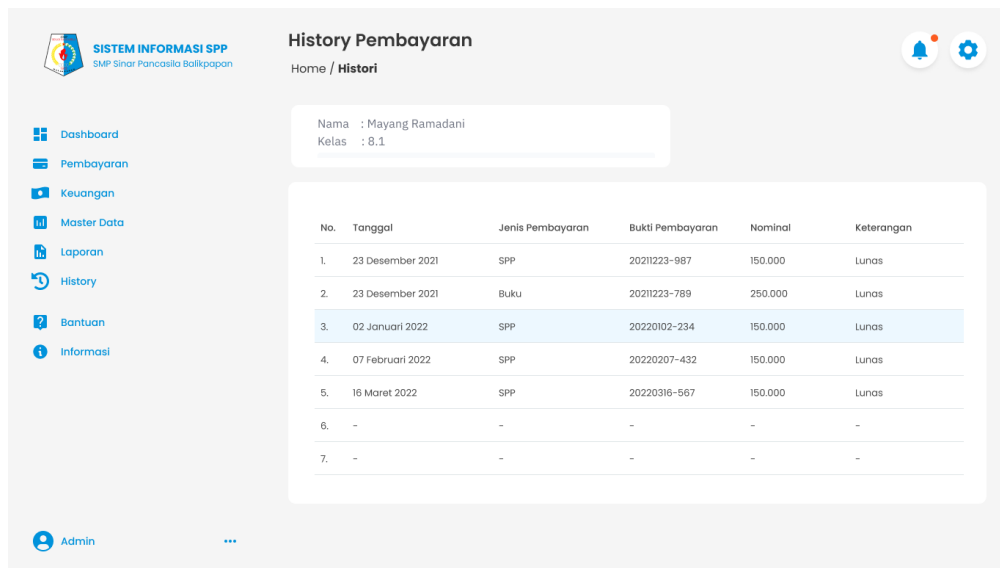 SISTEM INFORMASI SPP
SMP Sinar Pancasila Balikpapan
Dashboard
Pembayaran
Keuangan
Master Data
Laporan
History
Bantuan
Informasi
Admin
History Pembayaran
Home / Histori
Nama : Mayang Ramadani
Kelas : 8.1
No. Tanggal Jenis Pembayaran Bukti Pembayaran Nominal Keterangan
1. 23 Desember 2021 SPP 20211223-987 150.000 Lunas
2. 23 Desember 2021 Buku 20211223-789 250.000 Lunas
3. 02 Januari 2022 SPP 20220102-234 150.000 Lunas
4. 07 Februari 2022 SPP 20220207-432 150.000 Lunas
5. 16 Maret 2022 SPP 20220316-567 150.000 Lunas
6. - - - - -
7. - - - - -